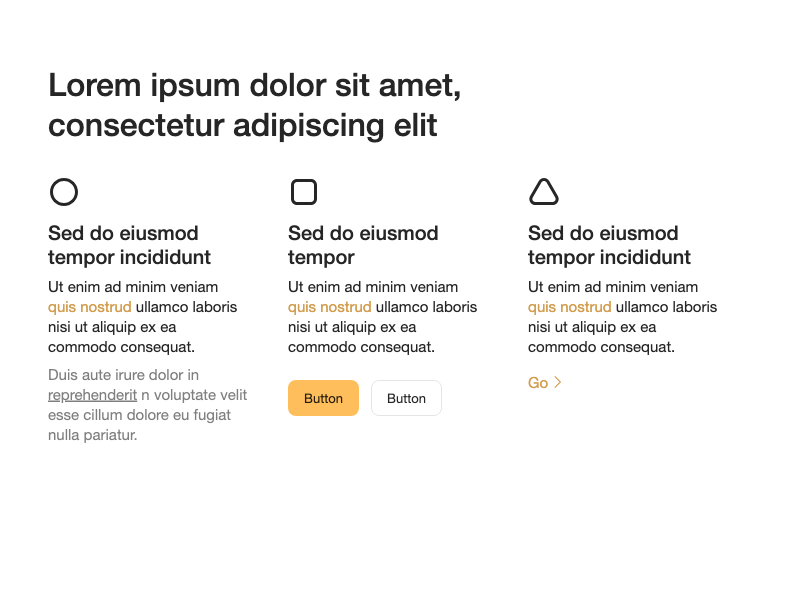 Lorem ipsum dolor sit amet,
consectetur adipiscing elit
Sed do eiusmod
tempor incididunt
Ut enim ad minim veniam
quis nostrud ullamco laboris
nisi ut aliquip ex ea
commodo consequat.
Duis aute irure dolor in
reprehenderit n voluptate velit
esse cillum dolore eu fugiat
nulla pariatur.
Sed do eiusmod
tempor
Ut enim ad minim veniam
quis nostrud ullamco laboris
nisi ut aliquip ex ea
commodo consequat.
Button
Button
Sed do eiusmod
tempor incididunt
Ut enim ad minim veniam
quis nostrud ullamco laboris
nisi ut aliquip ex ea
commodo consequat.
Go